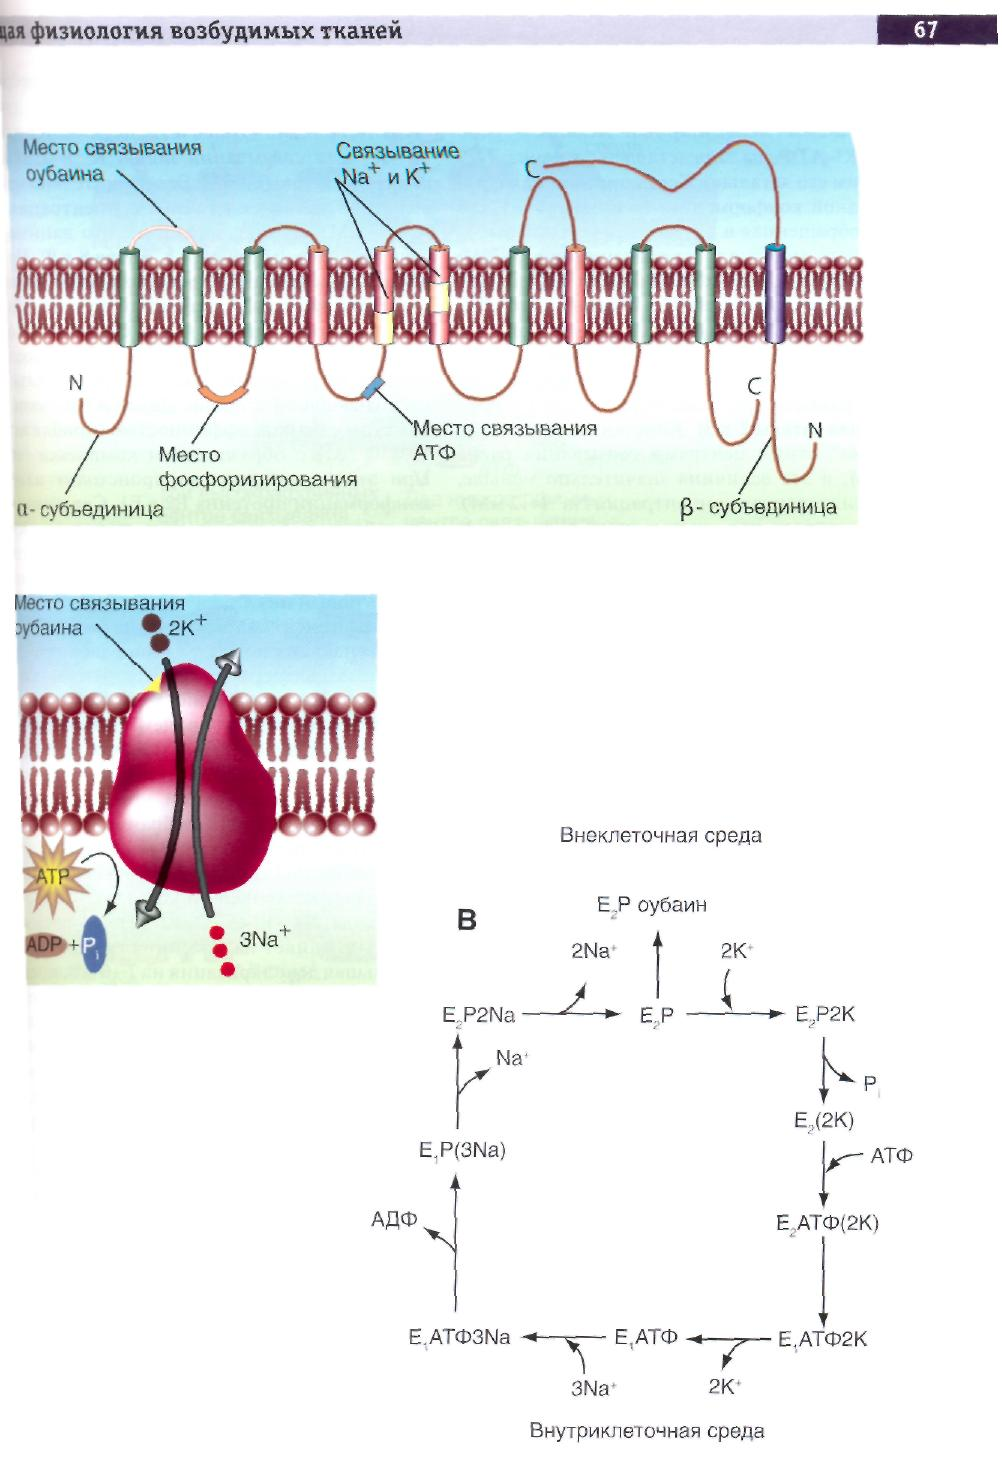 физиология возбудимых тканей
67
Место связывания
оубаина
Связывание
Na⁺ и K⁺
C
N
Место связывания
АТФ
Место
фосфорилирования
α- субъединица
C
N
β- субъединица
Место связывания
оубаина
2K⁺
ATP
ADP + Pᵢ
3Na⁺
Внеклеточная среда
В
E₂P оубаин
2Na⁺
2K⁺
E₂P2Na
E₂P
E₂P2K
Na⁺
Pᵢ
E₂(2K)
E₁P(3Na)
АТФ
АДФ
E₂АТФ(2K)
E₁АТФ3Na
E₁АТФ
E₁АТФ2K
3Na⁺
2K⁺
Внутриклеточная среда